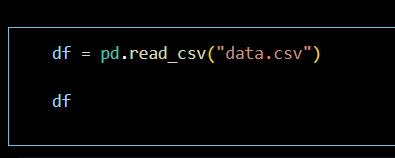 df = pd.read_csv("data.csv")
df